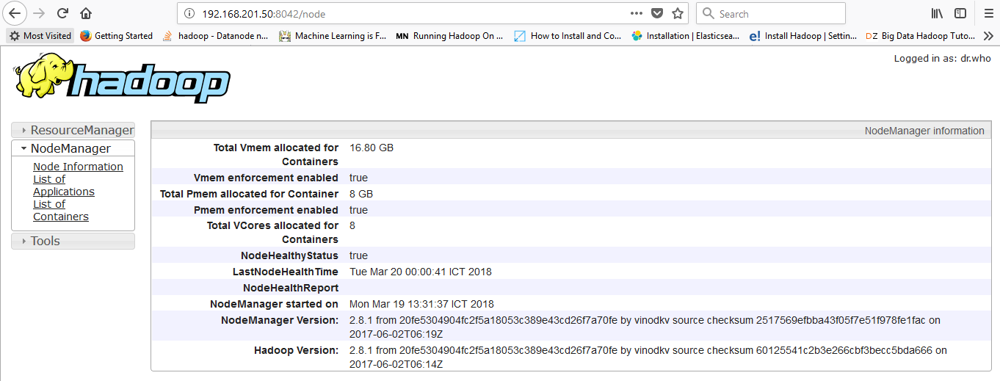 192.168.201.50:8042/node
Search
Most Visited
Getting Started
hadoop - Datanode n...
Machine Learning is F...
MN Running Hadoop On ...
How to Install and Co...
Installation | Elasticsea...
e! Install Hadoop | Settin...
DZ Big Data Hadoop Tuto...
Logged in as: dr.who
hadoop
ResourceManager
NodeManager
Node Information
List of
Applications
List of
Containers
Tools
NodeManager information
Total Vmem allocated for
Containers
16.80 GB
Vmem enforcement enabled true
Total Pmem allocated for Container 8 GB
Pmem enforcement enabled true
Total VCores allocated for
Containers
8
NodeHealthyStatus true
LastNodeHealthTime Tue Mar 20 00:00:41 ICT 2018
NodeHealthReport
NodeManager started on Mon Mar 19 13:31:37 ICT 2018
NodeManager Version: 2.8.1 from 20fe5304904fc2f5a18053c389e43cd26f7a70fe by vinodkv source checksum 2517569efbba43f05f7e51f978fe1fac on
2017-06-02T06:19Z
Hadoop Version: 2.8.1 from 20fe5304904fc2f5a18053c389e43cd26f7a70fe by vinodkv source checksum 60125541c2b3e266cbf3becc5bda666 on
2017-06-02T06:14Z